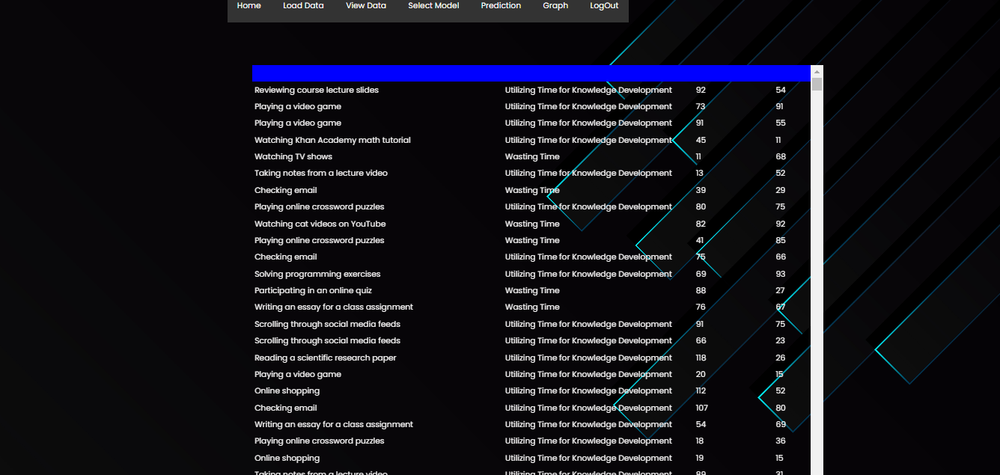 Home Load Data View Data Select Model Prediction Graph LogOut
Reviewing course lecture slides Utilizing Time for Knowledge Development 92 54
Playing a video game Utilizing Time for Knowledge Development 73 91
Playing a video game Utilizing Time for Knowledge Development 91 55
Watching Khan Academy math tutorial Utilizing Time for Knowledge Development 45 11
Watching TV shows Wasting Time 11 68
Taking notes from a lecture video Utilizing Time for Knowledge Development 13 52
Checking email Wasting Time 39 29
Playing online crossword puzzles Utilizing Time for Knowledge Development 80 75
Watching cat videos on YouTube Wasting Time 82 92
Playing online crossword puzzles Wasting Time 41 85
Checking email Utilizing Time for Knowledge Development 75 66
Solving programming exercises Utilizing Time for Knowledge Development 69 93
Participating in an online quiz Wasting Time 88 27
Writing an essay for a class assignment Wasting Time 76 67
Scrolling through social media feeds Utilizing Time for Knowledge Development 91 75
Scrolling through social media feeds Utilizing Time for Knowledge Development 66 23
Reading a scientific research paper Utilizing Time for Knowledge Development 118 26
Playing a video game Utilizing Time for Knowledge Development 20 15
Online shopping Utilizing Time for Knowledge Development 112 52
Checking email Utilizing Time for Knowledge Development 107 80
Writing an essay for a class assignment Utilizing Time for Knowledge Development 54 69
Playing online crossword puzzles Utilizing Time for Knowledge Development 18 36
Online shopping Utilizing Time for Knowledge Development 19 15
Taking notes from a lecture video Utilizing Time for Knowledge Development 89 31